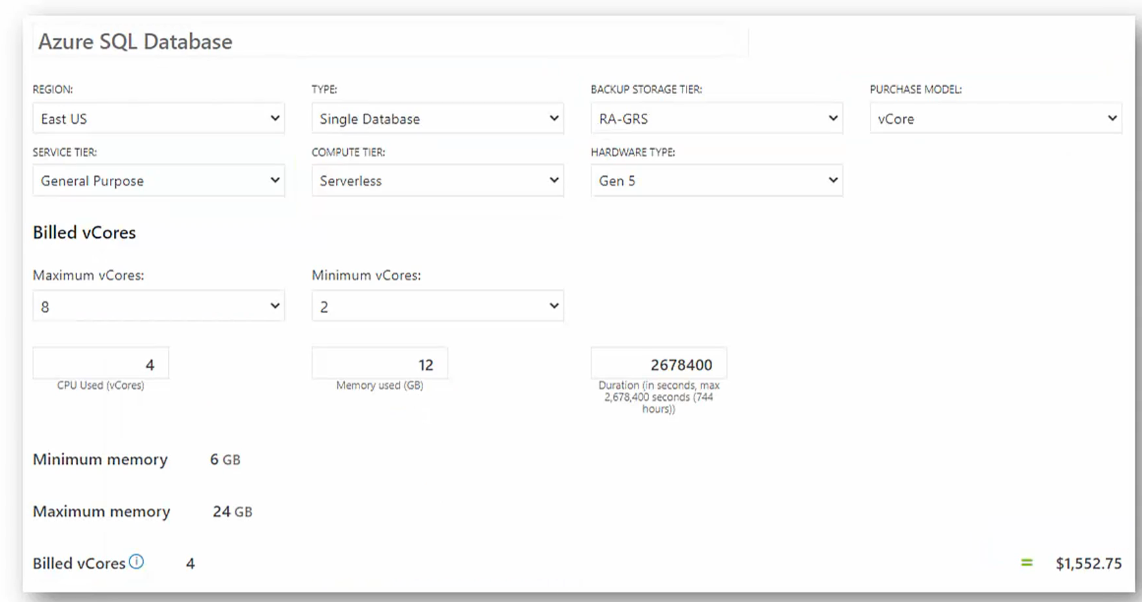 Azure SQL Database
REGION: TYPE: BACKUP STORAGE TIER: PURCHASE MODEL:
East US Single Database RA-GRS vCore
SERVICE TIER: COMPUTE TIER: HARDWARE TYPE:
General Purpose Serverless Gen 5
Billed vCores
Maximum vCores: Minimum vCores:
8 2
4 12 2678400
CPU Used (vCores) Memory used (GB) Duration (in seconds, max
2,678,400 seconds (744
hours))
Minimum memory 6 GB
Maximum memory 24 GB
Billed vCores 4 = $1,552.75